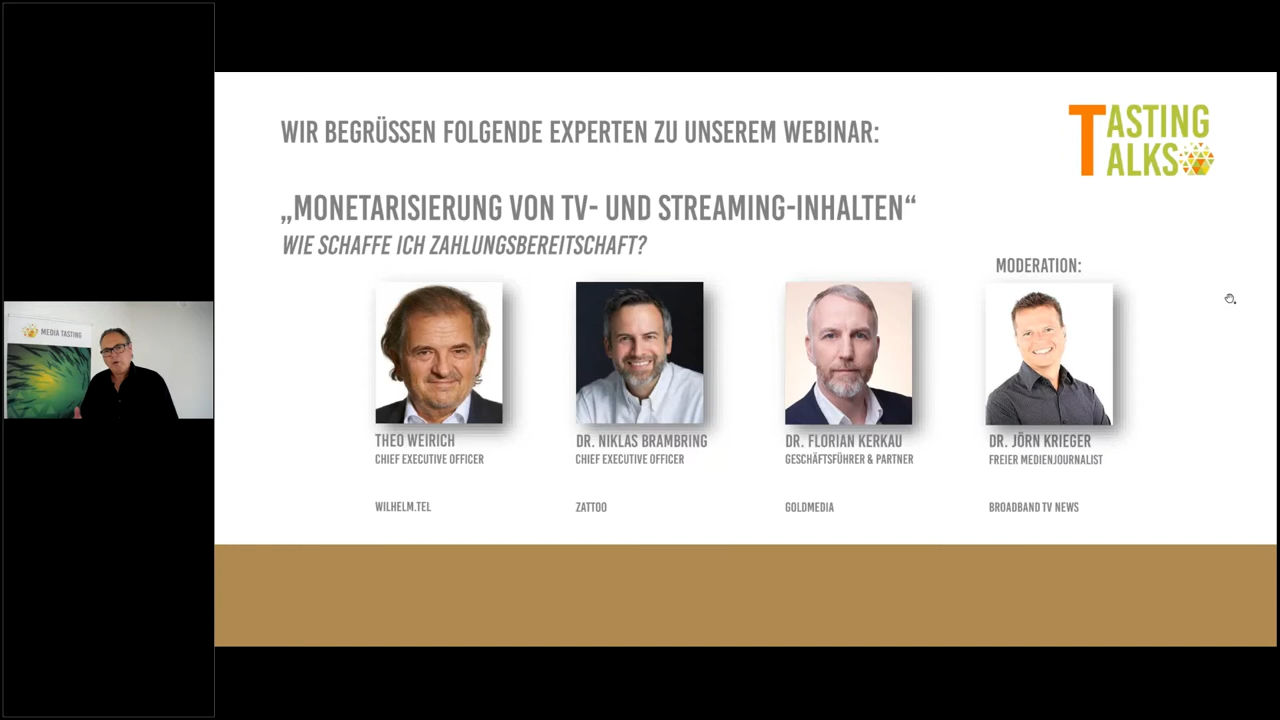 WIR BEGRÜSSEN FOLGENDE EXPERTEN ZU UNSEREM WEBINAR:
TASTING
TALKS
„MONETARISIERUNG VON TV- UND STREAMING-INHALTEN“
WIE SCHAFFE ICH ZAHLUNGSBEREITSCHAFT?
MODERATION:
MEDIA TASTING
THEO WEIRICH
CHIEF EXECUTIVE OFFICER
WILHELM.TEL
DR. NIKLAS BRAMBRING
CHIEF EXECUTIVE OFFICER
ZATTOO
DR. FLORIAN KERKAU
GESCHÄFTSFÜHRER & PARTNER
GOLDMEDIA
DR. JÖRN KRIEGER
FREIER MEDIENJOURNALIST
BROADBAND TV NEWS